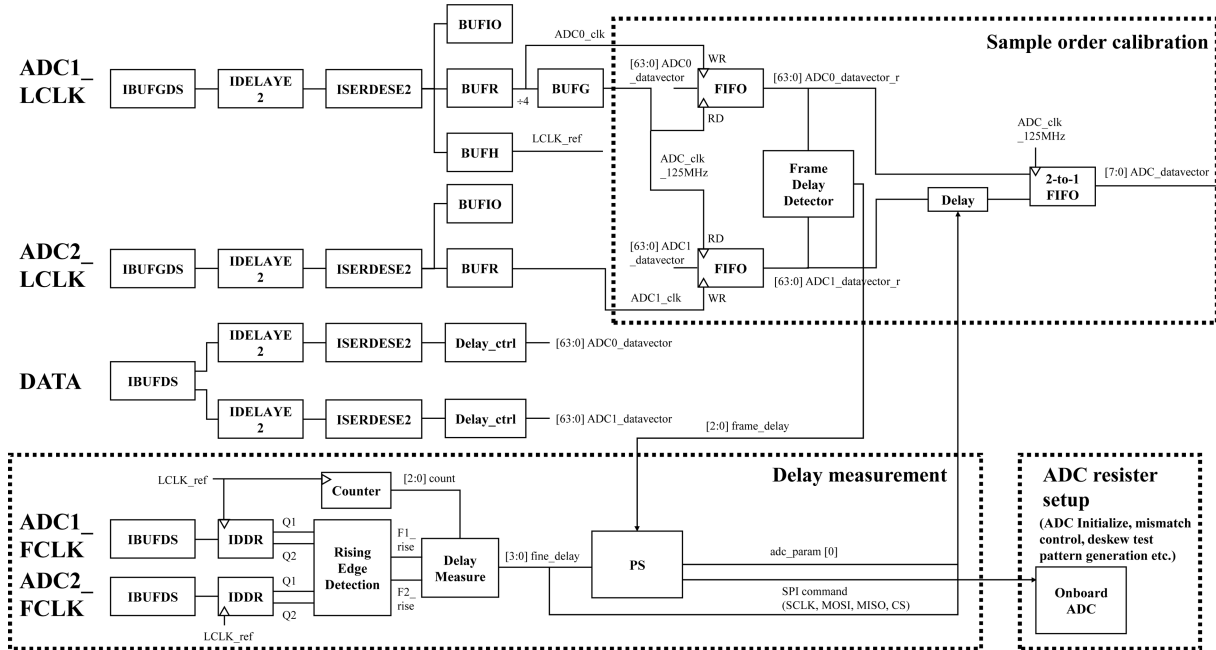 ADC1_
LCLK
IBUFGDS
IDELAYE
2
ISERDESE2
BUFIO
BUFR
÷4
BUFG
BUFH
LCLK_ref
ADC0_clk
Sample order calibration
[63:0] ADC0
_datavector
WR
FIFO
RD
[63:0] ADC0_datavector_r
ADC_clk
_125MHz
Frame
Delay
Detector
ADC_clk
_125MHz
2-to-1
FIFO
[7:0] ADC_datavector
Delay
ADC2_
LCLK
IBUFGDS
IDELAYE
2
ISERDESE2
BUFIO
BUFR
[63:0] ADC1
_datavector
RD
FIFO
WR
ADC1_clk
[63:0] ADC1_datavector_r
DATA
IBUFDS
IDELAYE
2
ISERDESE2
Delay_ctrl
[63:0] ADC0_datavector
IDELAYE
2
ISERDESE2
Delay_ctrl
[63:0] ADC1_datavector
[2:0] frame_delay
Delay measurement
LCLK_ref
Counter
[2:0] count
ADC1_
FCLK
IBUFDS
IDDR
Q1
Q2
Rising
Edge
Detection
F1_
rise
Delay
Measure
[3:0] fine_delay
PS
adc_param [0]
ADC2_
FCLK
IBUFDS
IDDR
Q1
Q2
F2_
rise
LCLK_ref
SPI command
(SCLK, MOSI, MISO, CS)
ADC resister
setup
(ADC Initialize, mismatch
control, deskew test
pattern generation etc.)
Onboard
ADC